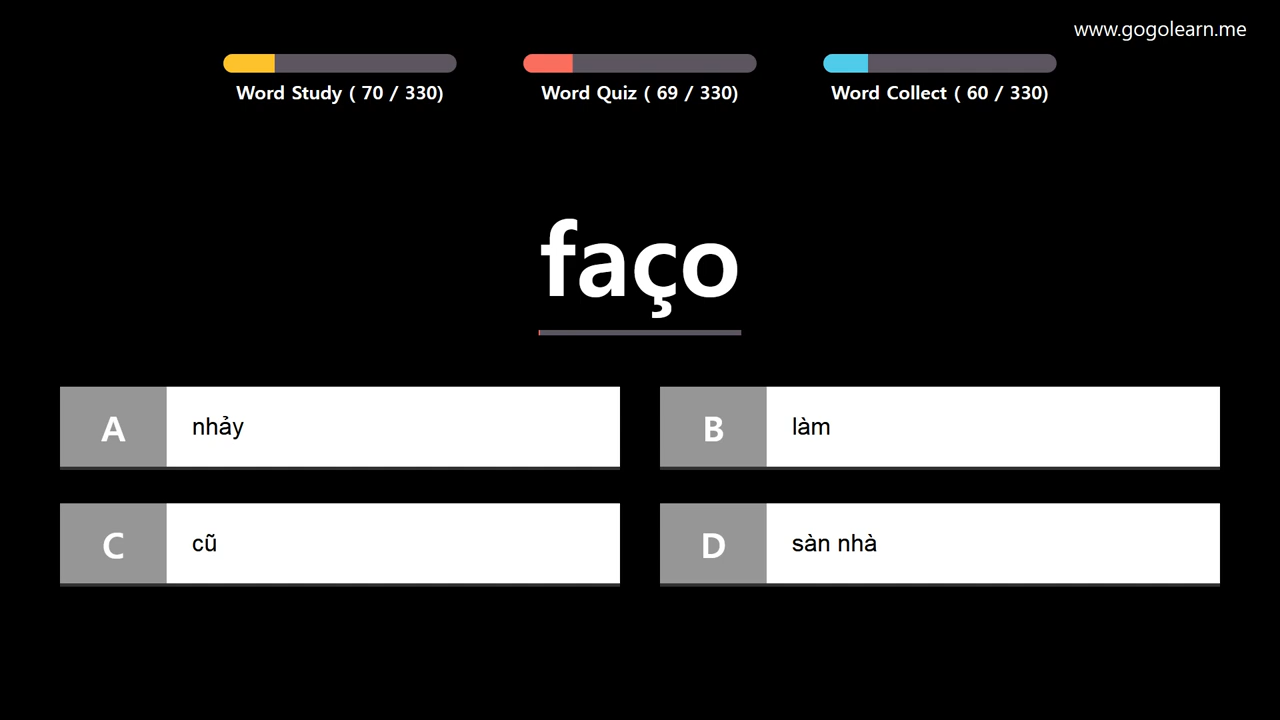 www.gogolearn.me
Word Study ( 70 / 330)
Word Quiz ( 69 / 330)
Word Collect ( 60 / 330)
faço
A
nhảy
B
làm
C
cũ
D
sàn nhà